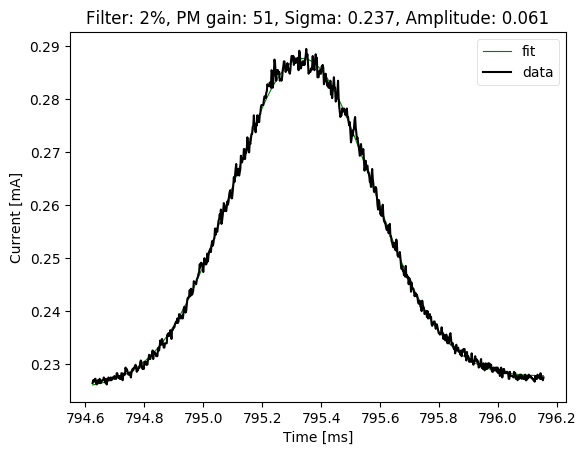 Filter: 2%, PM gain: 51, Sigma: 0.237, Amplitude: 0.061
fit
data
Current [mA]
0.29
0.28
0.27
0.26
0.25
0.24
0.23
794.6 794.8 795.0 795.2 795.4 795.6 795.8 796.0 796.2
Time [ms]